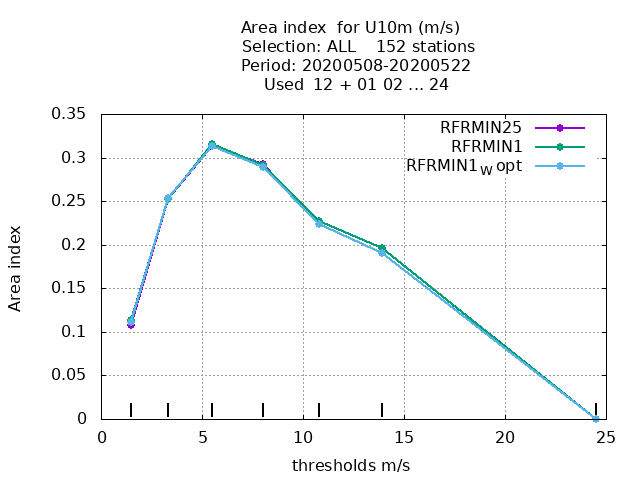 Area index  for U10m (m/s)
Selection: ALL    152 stations
Period: 20200508-20200522
Used  12 + 01 02 ... 24
RFRMIN25
RFRMIN1
RFRMIN1w opt
0.35
0.3
0.25
0.2
0.15
0.1
0.05
0
Area index
0 5 10 15 20 25
thresholds m/s